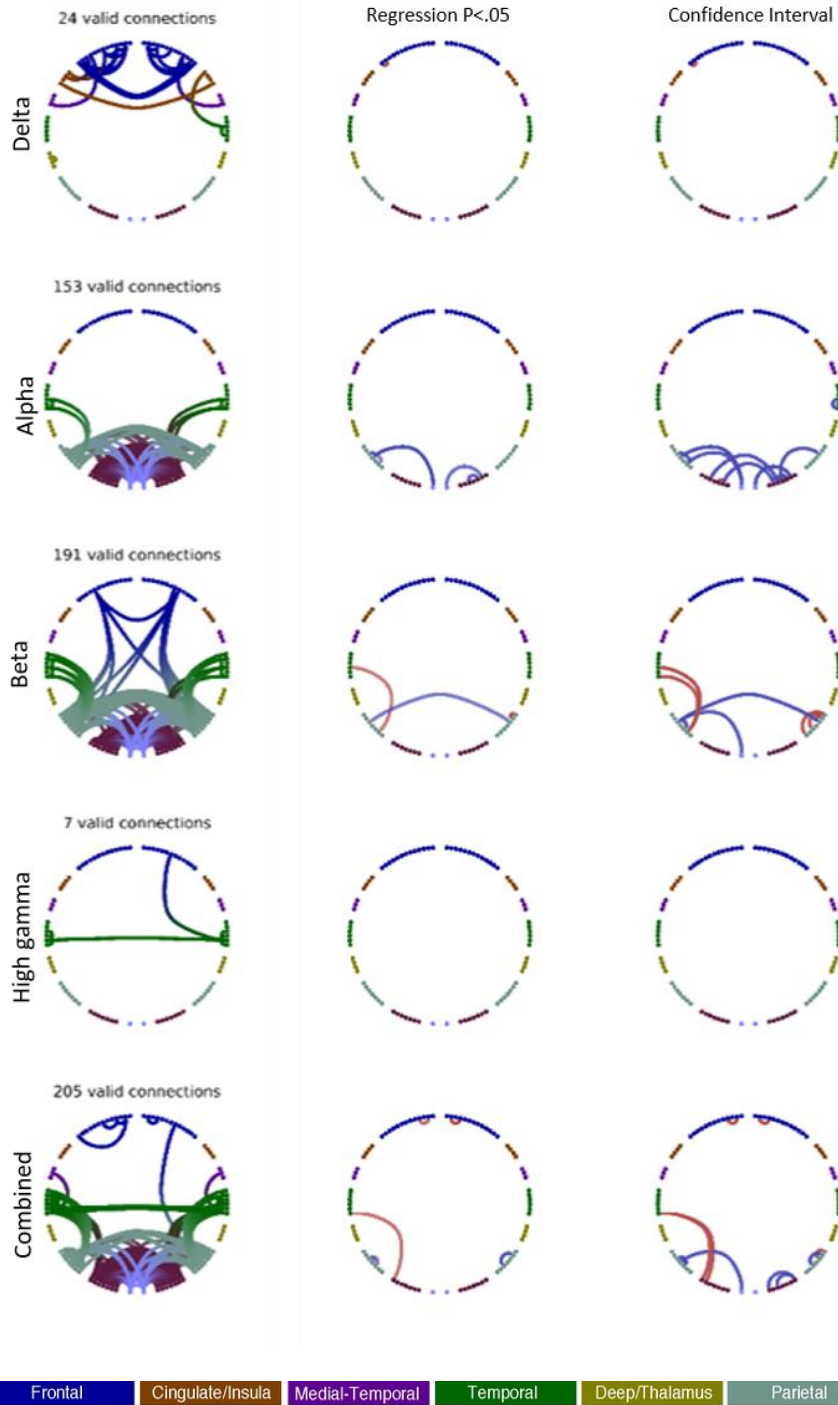 24 valid connections
Regression P<.05
Confidence Interval
Delta
153 valid connections
Alpha
191 valid connections
Beta
7 valid connections
High gamma
205 valid connections
Combined
Frontal
Cingulate/Insula
Medial-Temporal
Temporal
Deep/Thalamus
Parietal